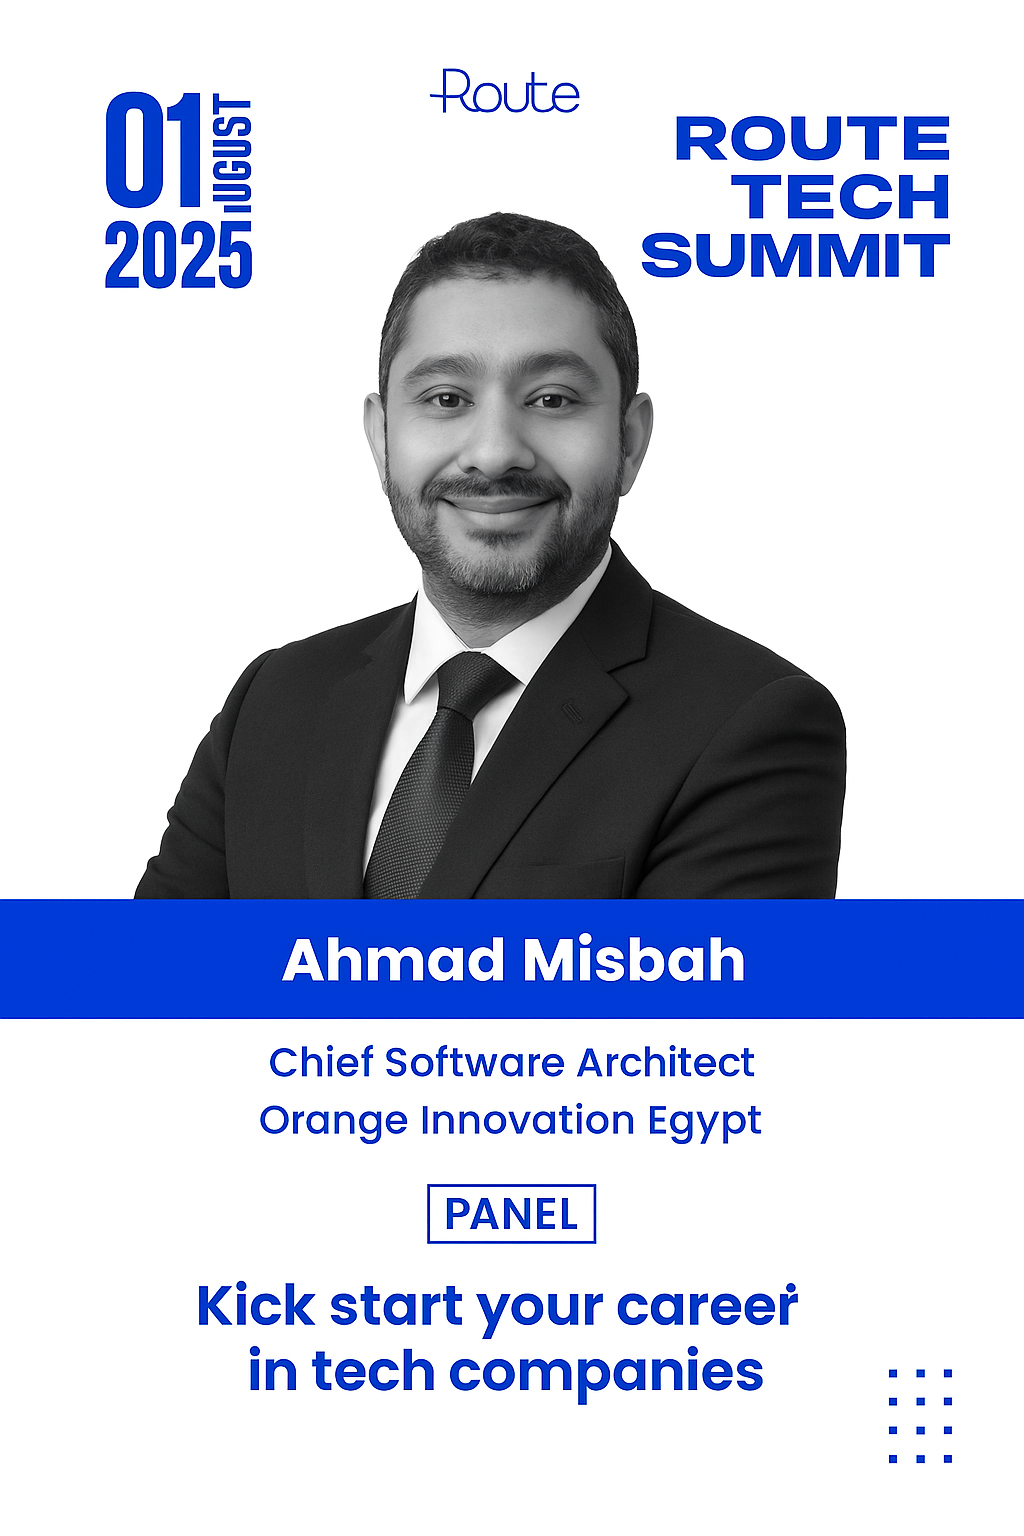 Route
01
ıUGUST
2025
ROUTE
TECH
SUMMIT
Ahmad Misbah
Chief Software Architect
Orange Innovation Egypt
PANEL
Kick start your career
in tech companies